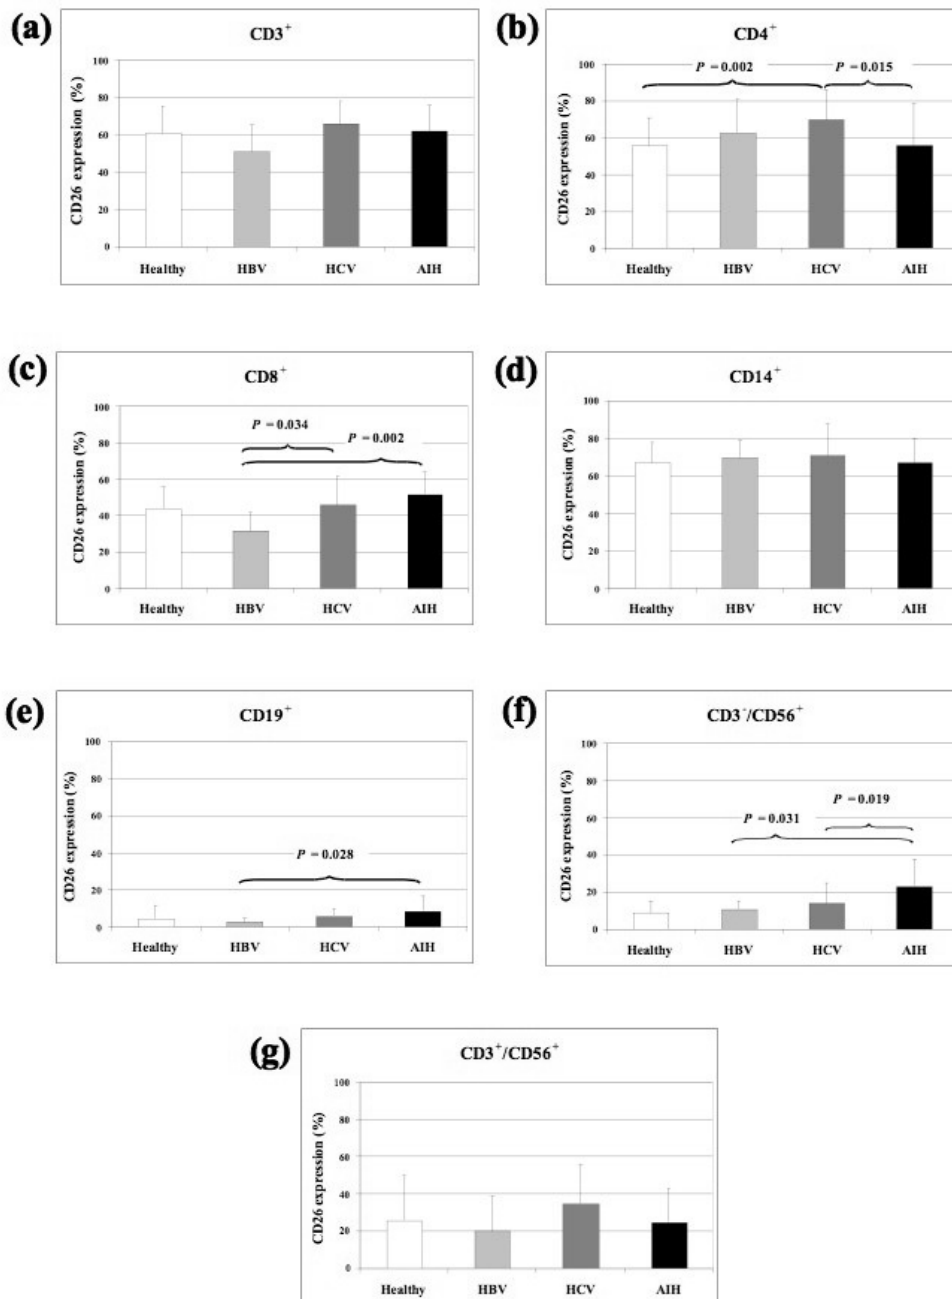 (a)
CD3+
CD26 expression (%)
100
80
60
40
20
0
Healthy HBV HCV AIH
(b)
CD4+
P = 0.002 P = 0.015
CD26 expression (%)
100
80
60
40
20
0
Healthy HBV HCV AIH
(c)
CD8+
CD26 expression (%)
100
80
60
40
20
0
P = 0.034
P = 0.002
Healthy HBV HCV AIH
(d)
CD14+
CD26 expression (%)
100
80
60
40
20
0
Healthy HBV HCV AIH
(e)
CD19+
CD26 expression (%)
100
80
60
40
20
0
P = 0.028
Healthy HBV HCV AIH
(f)
CD3-/CD56+
CD26 expression (%)
100
80
60
40
20
0
P = 0.019
P = 0.031
Healthy HBV HCV AIH
(g)
CD3+/CD56+
CD26 expression (%)
100
80
60
40
20
0
Healthy HBV HCV AIH